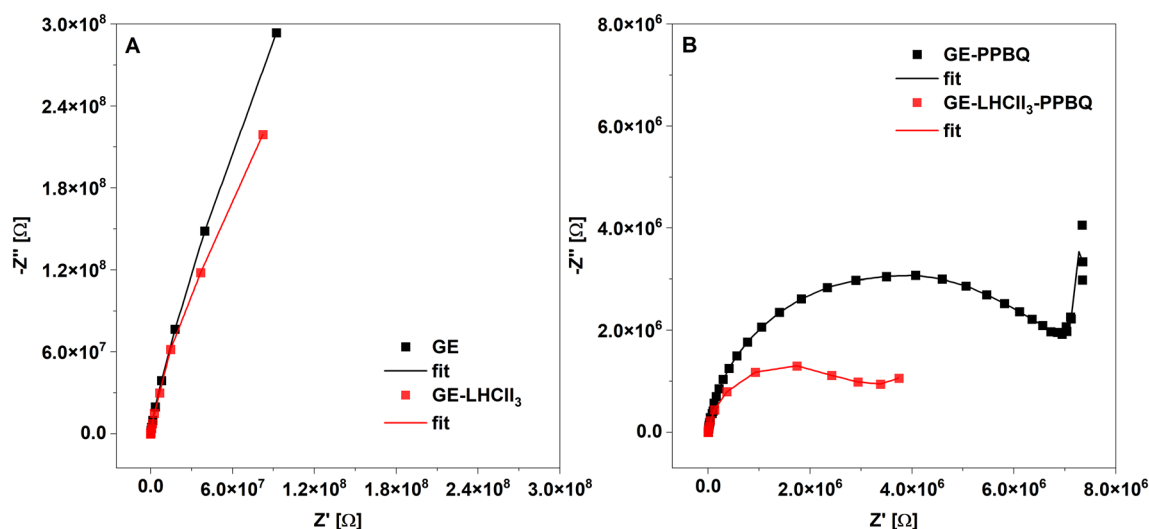 A
3.0×10⁸
2.4×10⁸
1.8×10⁸
1.2×10⁸
6.0×10⁷
0.0
-Z'' [Ω]
GE
fit
GE-LHCII₃
fit
0.0 6.0×10⁷ 1.2×10⁸ 1.8×10⁸ 2.4×10⁸ 3.0×10⁸
Z' [Ω]
B
8.0×10⁶
6.0×10⁶
4.0×10⁶
2.0×10⁶
0.0
-Z'' [Ω]
GE-PPBQ
fit
GE-LHCII₃-PPBQ
fit
0.0 2.0×10⁶ 4.0×10⁶ 6.0×10⁶ 8.0×10⁶
Z' [Ω]